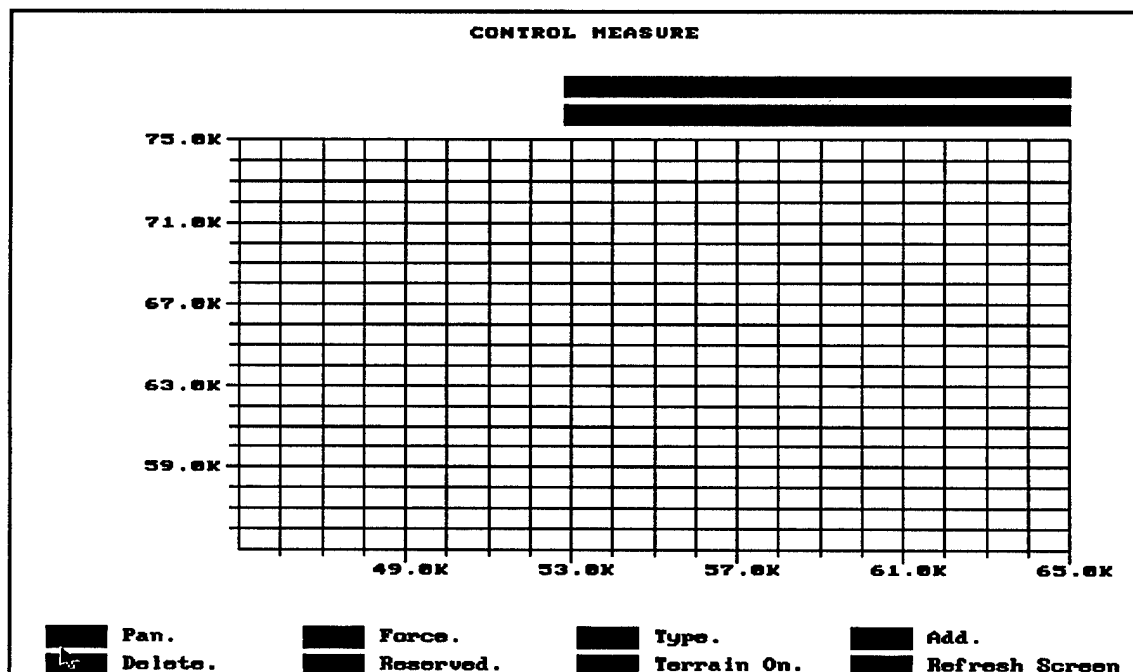 CONTROL MEASURE
75.0K
71.0K
67.0K
63.0K
59.0K
49.0K 53.0K 57.0K 61.0K 65.0K
Pan. Force. Type. Add.
Delete. Reserved. Terrain On. Refresh Screen